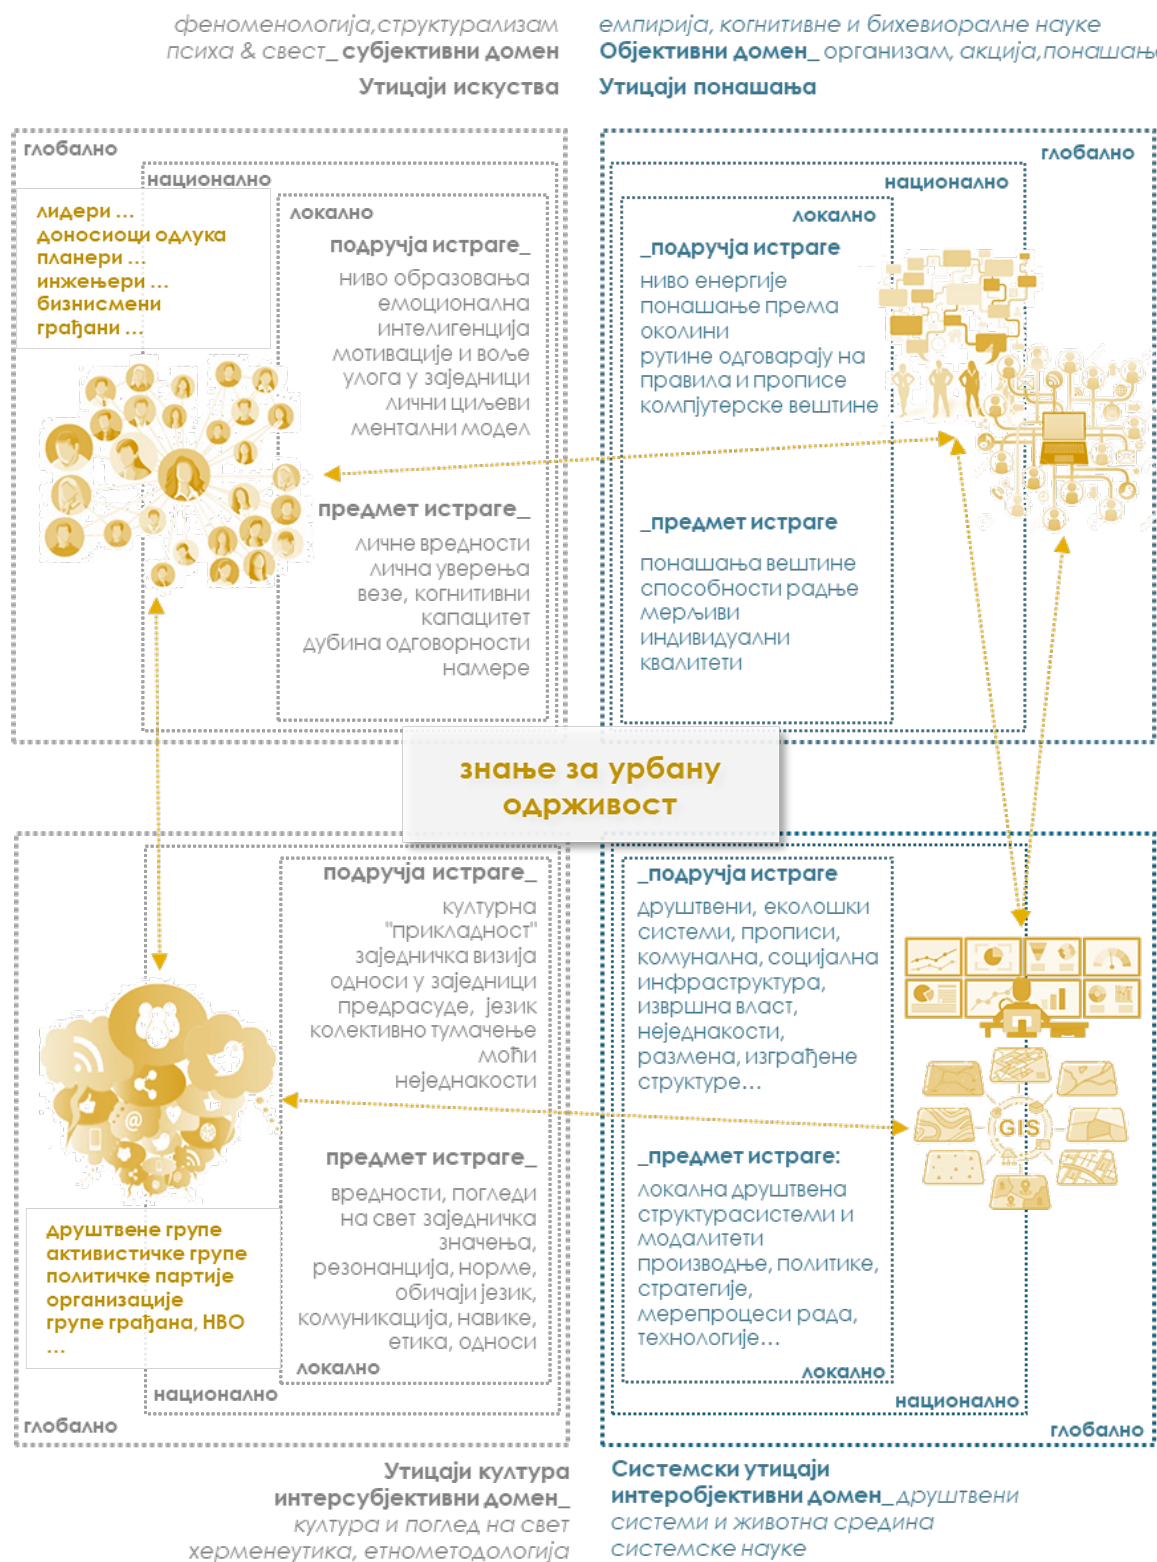 феноменологија,структурализам
психа & свест_ субјективни домен
Утицаји искуства
емпирија, когнитивне и бихевиоралне науке
Објективни домен_ организам, акција,понашањ
Утицаји понашања
глобално
национално
локално
лидери ...
доносиоци одлука
планери ...
инжењери ...
бизнисмени
грађани ...
подручја истраге_
ниво образовања
емоционална
интелигенција
мотивације и воље
улога у заједници
лични циљеви
ментални модел
предмет истраге_
личне вредности
лична уверења
везе, когнитивни
капацитет
дубина одговорности
намере
глобално
национално
локално
_подручја истраге
ниво енергије
понашање према
околини
рутине одговарају на
правила и прописе
компјутерске вештине
_предмет истраге
понашања вештине
способности радње
мерљиви
индивидуални
квалитети
знање за урбану
одрживост
подручја истраге_
културна
"прикладност"
заједничка визија
односи у заједници
предрасуде, језик
колективно тумачење
моћи
неједнакости
предмет истраге_
вредности, погледи
на свет заједничка
значења,
резонанција, норме,
обичаји језик,
комуникација, навике,
етика, односи
локално
национално
глобално
друштвене групе
активистичке групе
политичке партије
организације
групе грађана, НВО
...
_подручја истраге
друштвени, еколошки
системи, прописи,
комунална, социјална
инфраструктура,
извршна власт,
неједнакости,
размена, изграђене
структуре...
GIS
_предмет истраге:
локална друштвена
структурасистеми и
модалитети
производње, политике,
стратегије,
мерепроцеси рада,
технологије...
локално
национално
глобално
Утицаји култура
интерсубјективни домен_
култура и поглед на свет
херменеутика, етнометодологија
Системски утицаји
интеробјективни домен_друштвени
системи и животна средина
системске науке